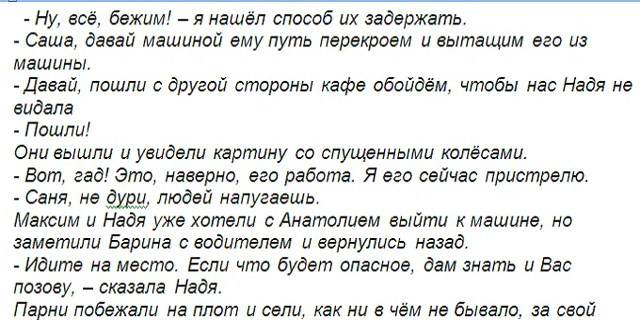 - Ну, всё, бежим! – я нашёл способ их задержать.
- Саша, давай машиной ему путь перекроем и вытащим его из
машины.
- Давай, пошли с другой стороны кафе обойдём, чтобы нас Надя не
видала
- Пошли!
Они вышли и увидели картину со спущенными колёсами.
- Вот, гад! Это, наверно, его работа. Я его сейчас пристрелю.
- Саня, не дури, людей напугаешь.
Максим и Надя уже хотели с Анатолием выйти к машине, но
заметили Барина с водителем и вернулись назад.
- Идите на место. Если что будет опасное, дам знать и Вас
позову, – сказала Надя.
Парни побежали на плот и сели, как ни в чём не бывало, за свой